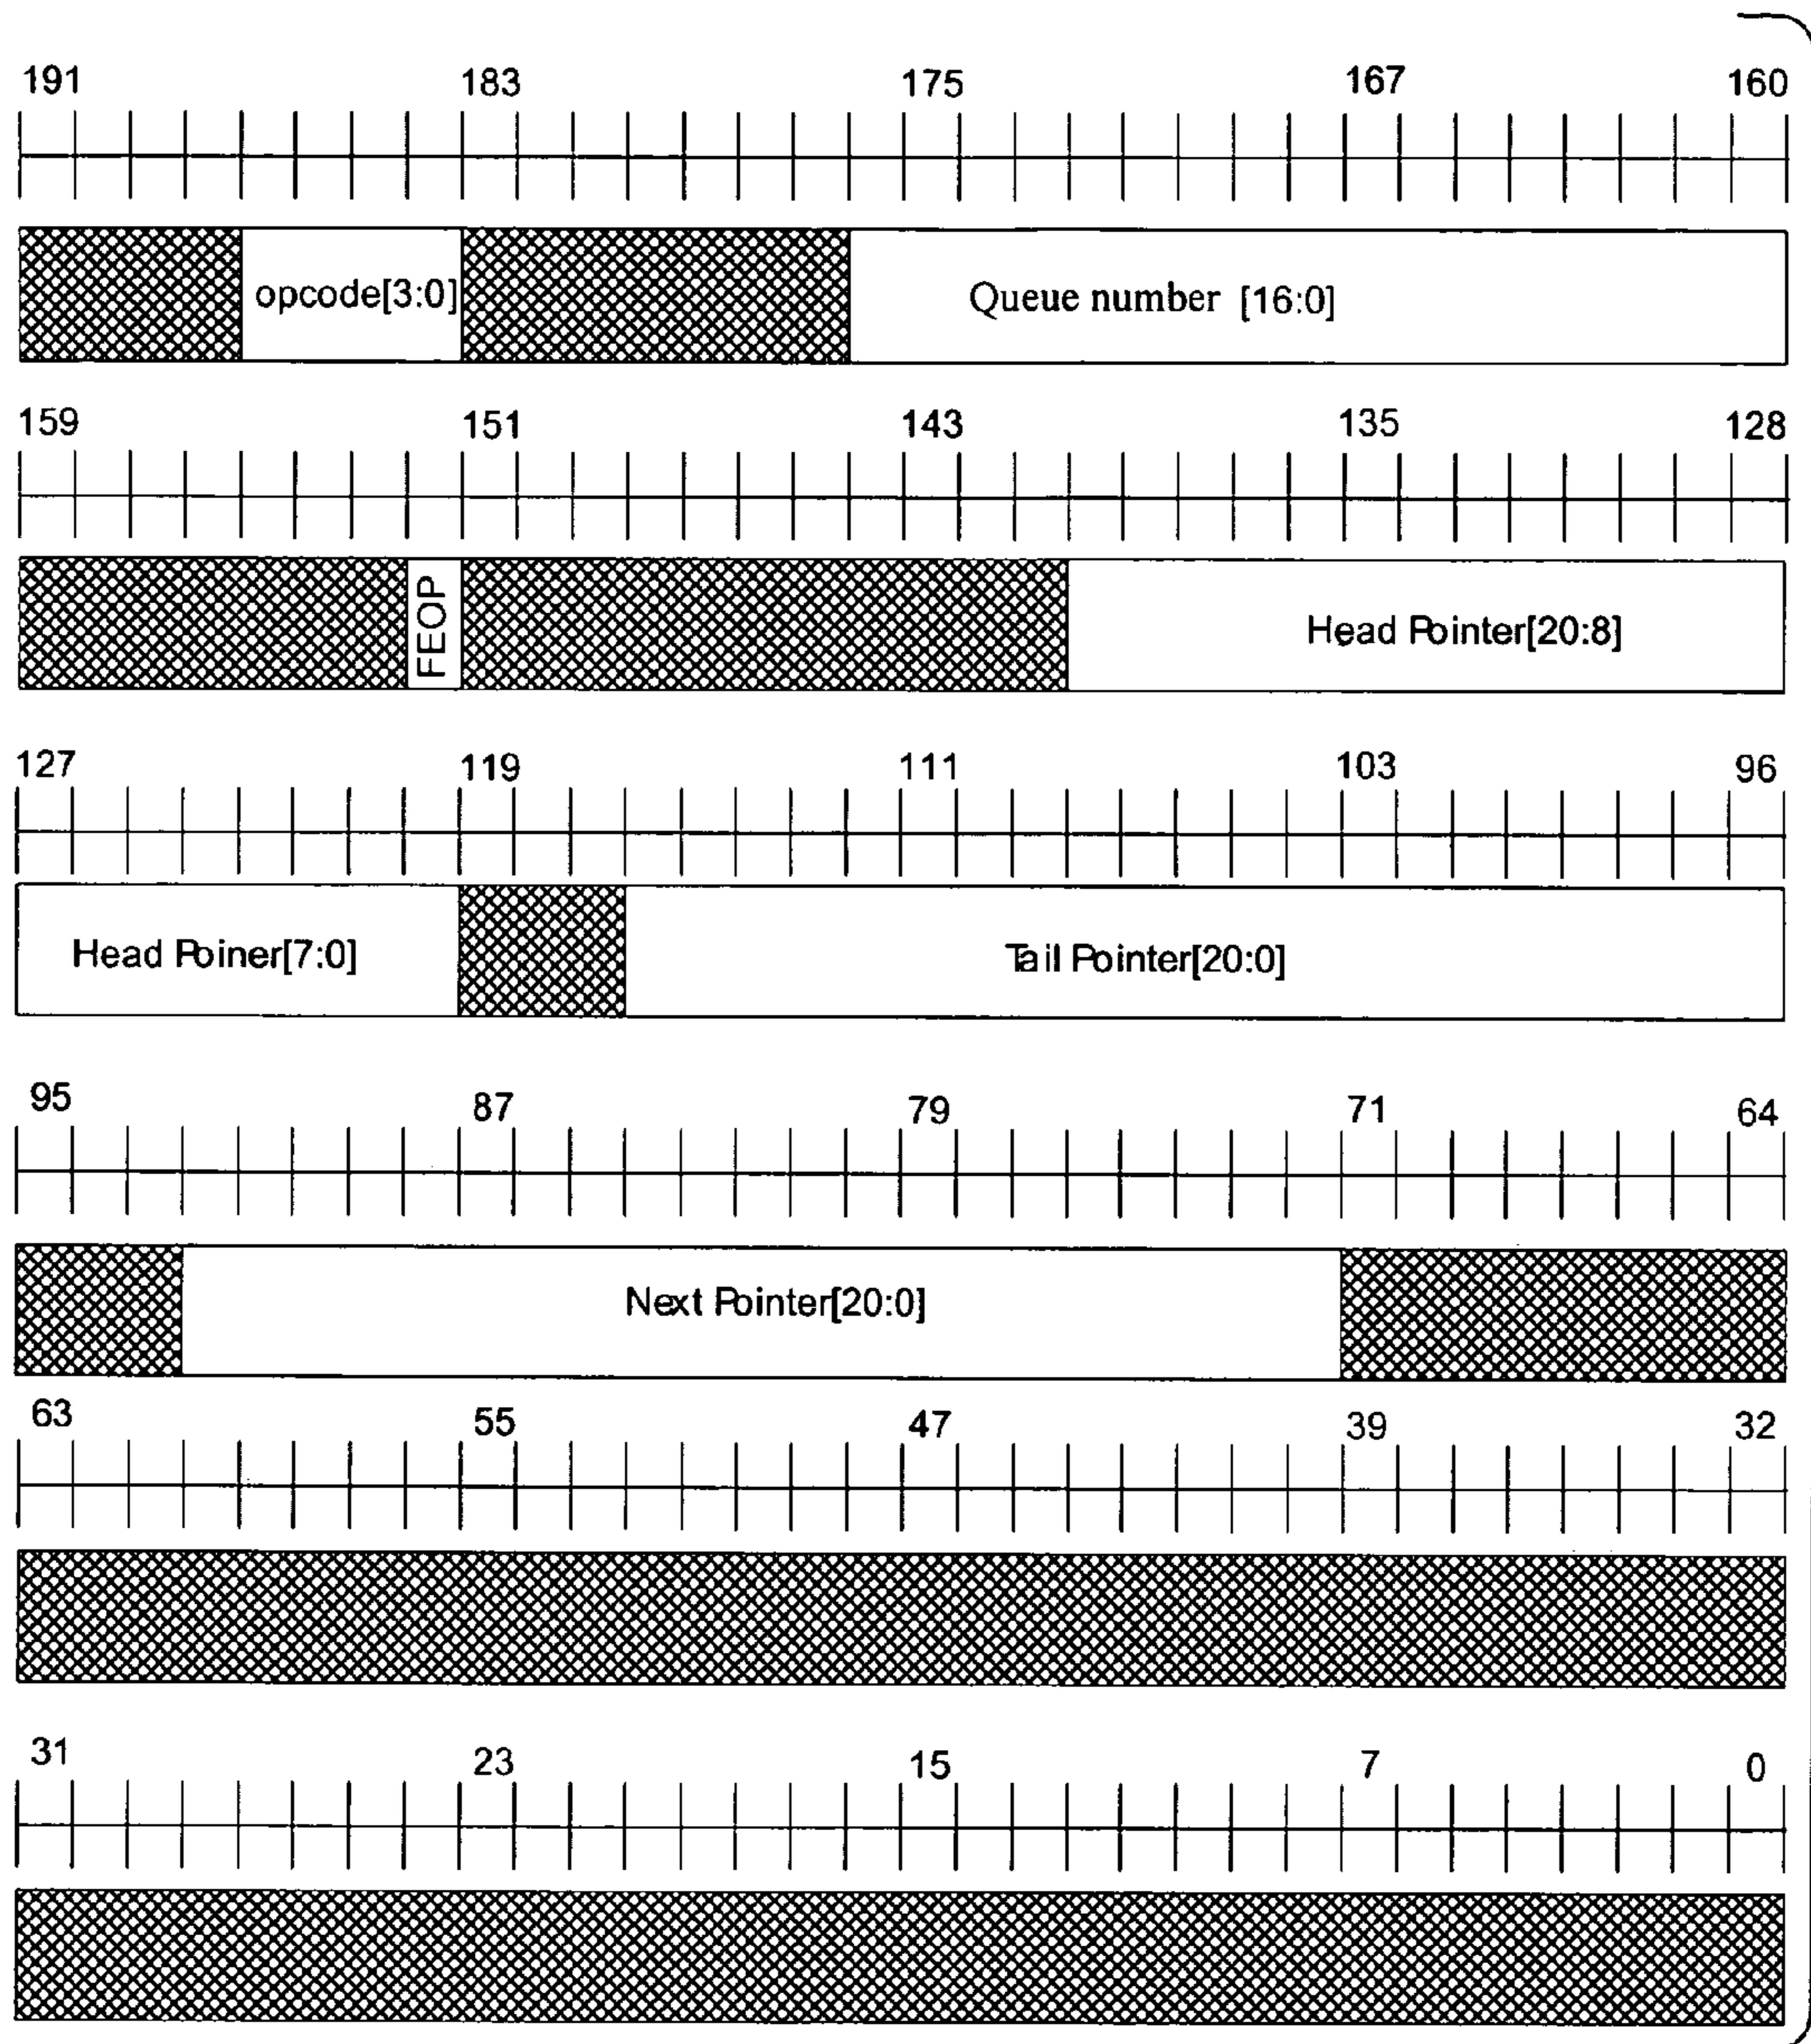 191 183 175 167 160
opcode[3:0] Queue number [16:0]
159 151 143 135 128
FEOP Head Pointer[20:8]
127 119 111 103 96
Head Poiner[7:0] Tail Pointer[20:0]
95 87 79 71 64
Next Pointer[20:0]
63 55 47 39 32
31 23 15 7 0